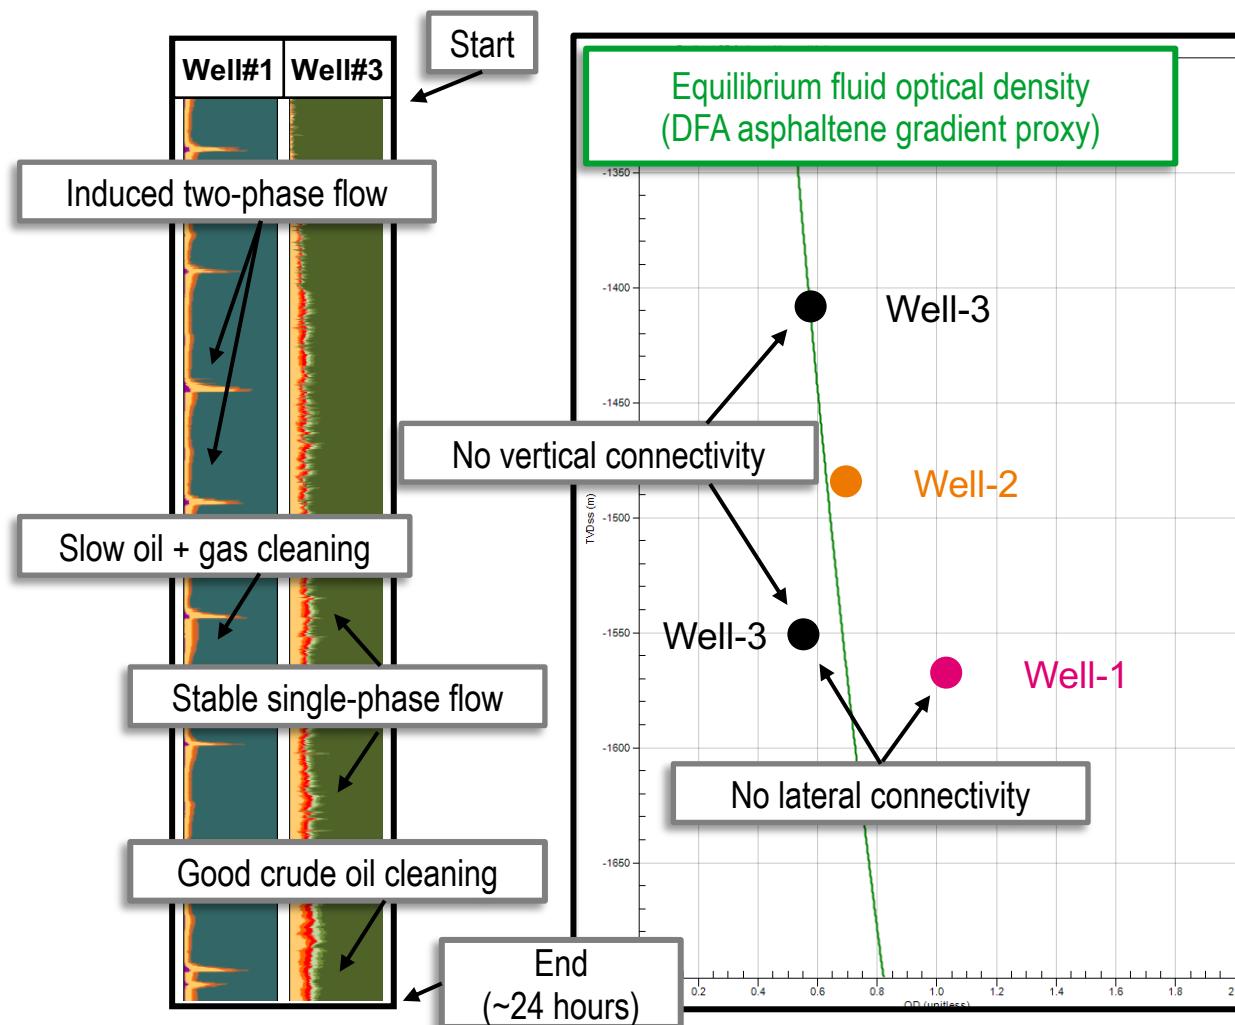 Start
Well#1
Well#3
Induced two-phase flow
Slow oil + gas cleaning
Stable single-phase flow
Good crude oil cleaning
End
(~24 hours)
Equilibrium fluid optical density
(DFA asphaltene gradient proxy)
-1350
-1400
-1450
-1500
-1550
-1600
-1650
TVDss (m)
Well-3
No vertical connectivity
Well-2
Well-3
Well-1
No lateral connectivity
0.2
0.4
0.6
0.8
1.0
1.2
1.4
1.6
1.8
OD (unitless)